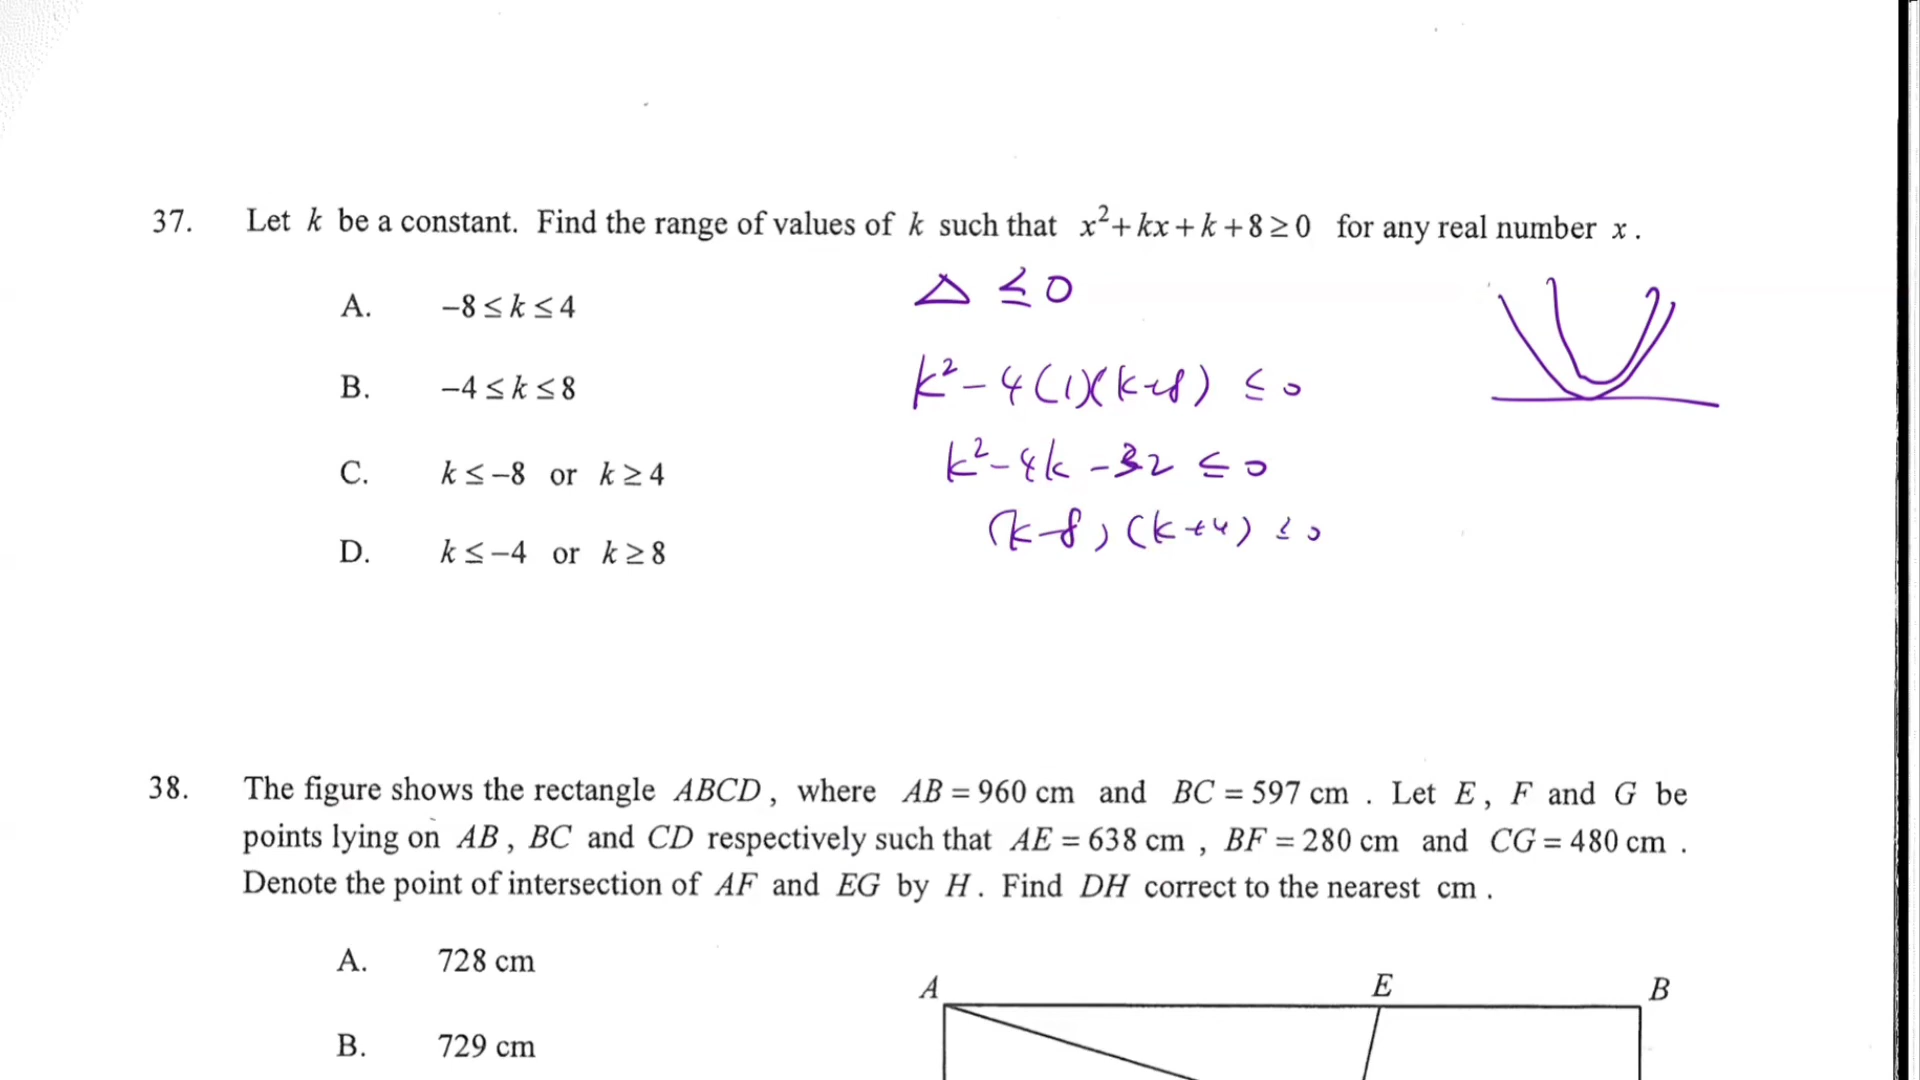 37. Let k be a constant. Find the range of values of k such that x²+kx+k+8≥0 for any real number x.
A. −8≤k≤4
B. −4≤k≤8
C. k≤−8 or k≥4
D. k≤−4 or k≥8
Δ ≤ 0
k²−4(1)(k+8) ≤ 0
k²−4k−32 ≤ 0
(k−8)(k+4) ≤ 0
38. The figure shows the rectangle ABCD, where AB=960 cm and BC=597 cm. Let E, F and G be
points lying on AB, BC and CD respectively such that AE=638 cm, BF=280 cm and CG=480 cm.
Denote the point of intersection of AF and EG by H. Find DH correct to the nearest cm.
A. 728 cm
B. 729 cm
A E B